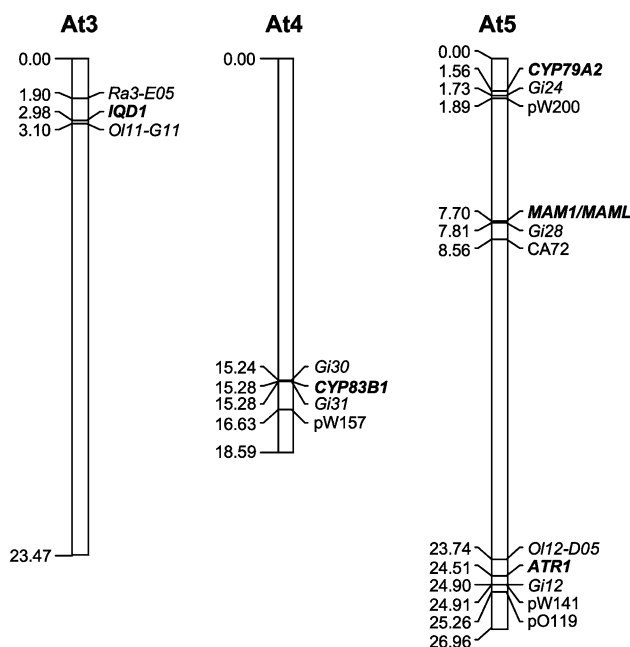 At3
0.00
1.90 Ra3-E05
2.98 IQD1
3.10 Ol11-G11
23.47
At4
0.00
15.24 Gi30
15.28 CYP83B1
15.28 Gi31
16.63 pW157
18.59
At5
0.00
1.56 CYP79A2
1.73 Gi24
1.89 pW200
7.70 MAM1/MAML
7.81 Gi28
8.56 CA72
23.74 Ol12-D05
24.51 ATR1
24.90 Gi12
24.91 pW141
25.26 pO119
26.96